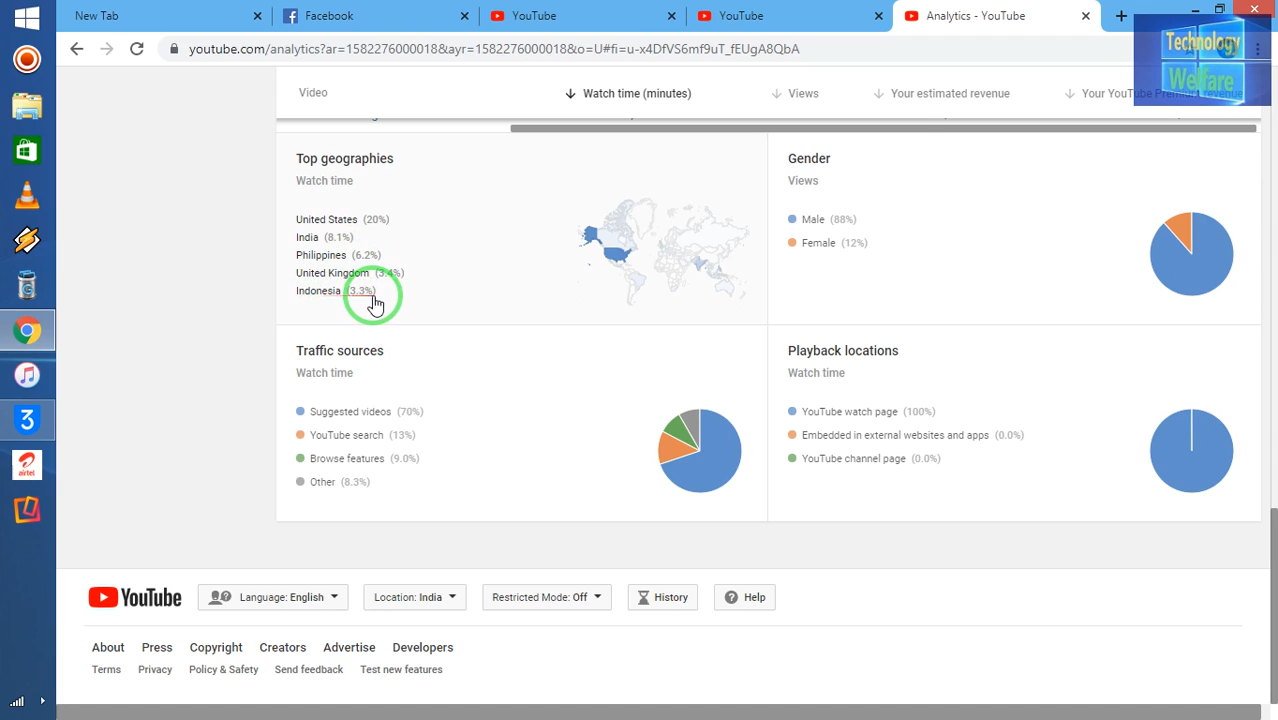 New Tab
Facebook
YouTube
YouTube
Analytics - YouTube
youtube.com/analytics?ar=1582276000018&ayr=1582276000018&o=U#fi=u-x4DfVS6mf9uT_fEUgA8QbA
Technology
Welfare
Video
Watch time (minutes)
Views
Your estimated revenue
Your YouTube Premium revenue
Top geographies
Watch time
United States (20%)
India (8.1%)
Philippines (6.2%)
United Kingdom (3.4%)
Indonesia (3.3%)
Gender
Views
Male (88%)
Female (12%)
Traffic sources
Watch time
Suggested videos (70%)
YouTube search (13%)
Browse features (9.0%)
Other (8.3%)
Playback locations
Watch time
YouTube watch page (100%)
Embedded in external websites and apps (0.0%)
YouTube channel page (0.0%)
YouTube
Language: English
Location: India
Restricted Mode: Off
History
Help
About Press Copyright Creators Advertise Developers
Terms Privacy Policy & Safety Send feedback Test new features
3
airtel